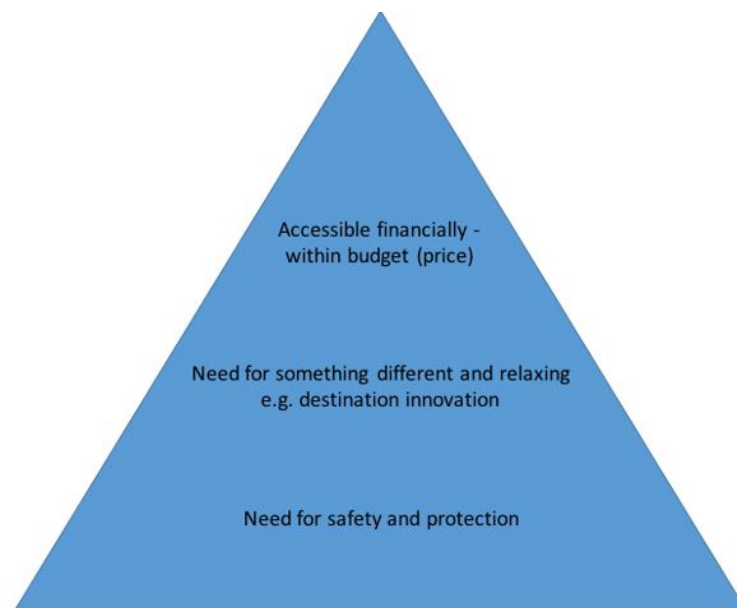 Accessible financially -
within budget (price)
Need for something different and relaxing
e.g. destination innovation
Need for safety and protection